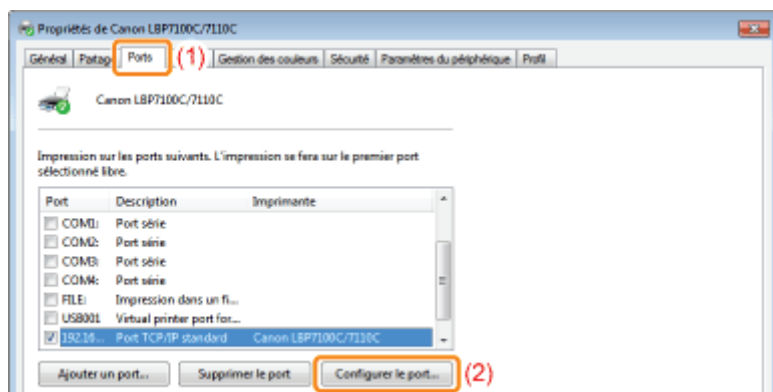 Propriétés de Canon LBP7100C/7110C
Général Partag Ports (1) Gestion des couleurs Sécurité Paramètres du périphérique Profil
Canon LBP7100C/7110C
Impression sur les ports suivants. L'impression se fera sur le premier port
sélectionné libre.
Port Description Imprimante
COM1: Port série
COM2: Port série
COM3: Port série
COM4: Port série
FILE: Impression dans un fi...
USB001 Virtual printer port for...
192.16... Port TCP/IP standard Canon LBP7100C/7110C
Ajouter un port... Supprimer le port Configurer le port... (2)